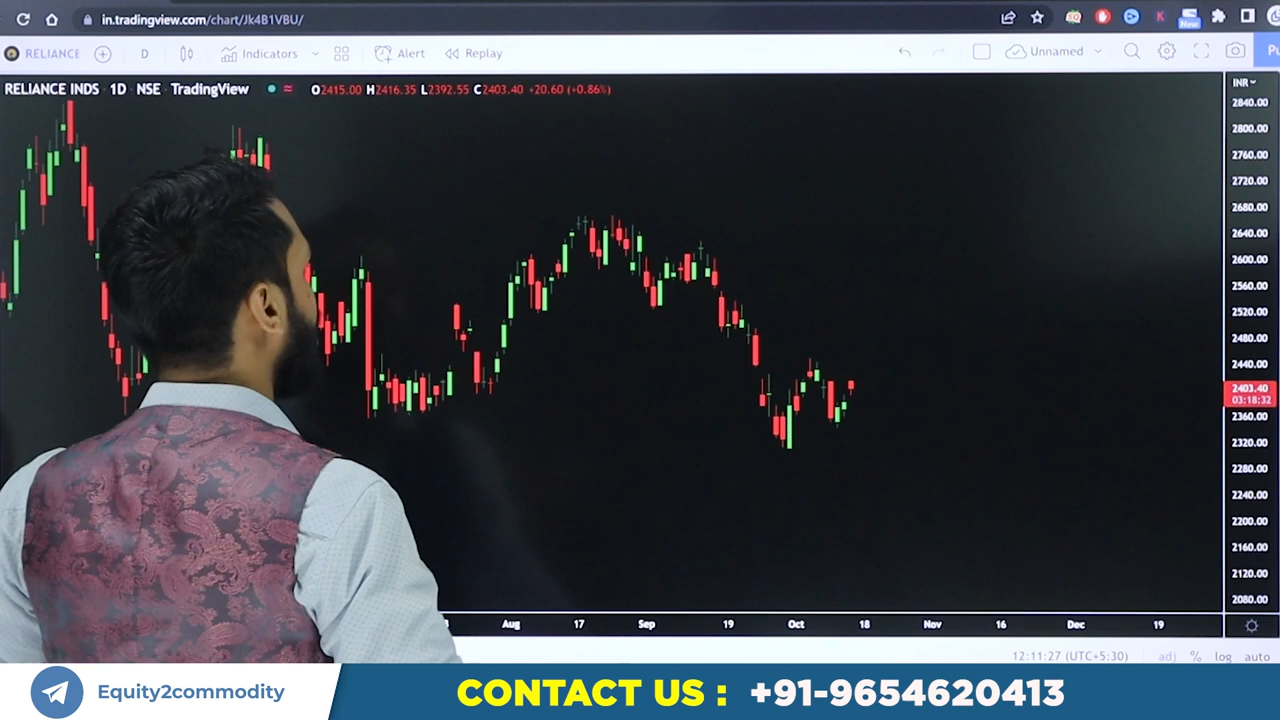 in.tradingview.com/chart/Jk4B1VBU/
New
RELIANCE D Indicators Alert Replay Unnamed
RELIANCE INDS 1D NSE TradingView O2415.00 H2416.35 L2392.55 C2403.40 +20.60 (+0.86%)
INR
2840.00
2800.00
2760.00
2720.00
2680.00
2640.00
2600.00
2560.00
2520.00
2480.00
2440.00
2403.40
03:18:32
2360.00
2320.00
2280.00
2240.00
2200.00
2160.00
2120.00
2080.00
Aug 17 Sep 19 Oct 18 Nov 16 Dec 19
12:11:27 (UTC+5:30) adj % log auto
Equity2commodity
CONTACT US : +91-9654620413